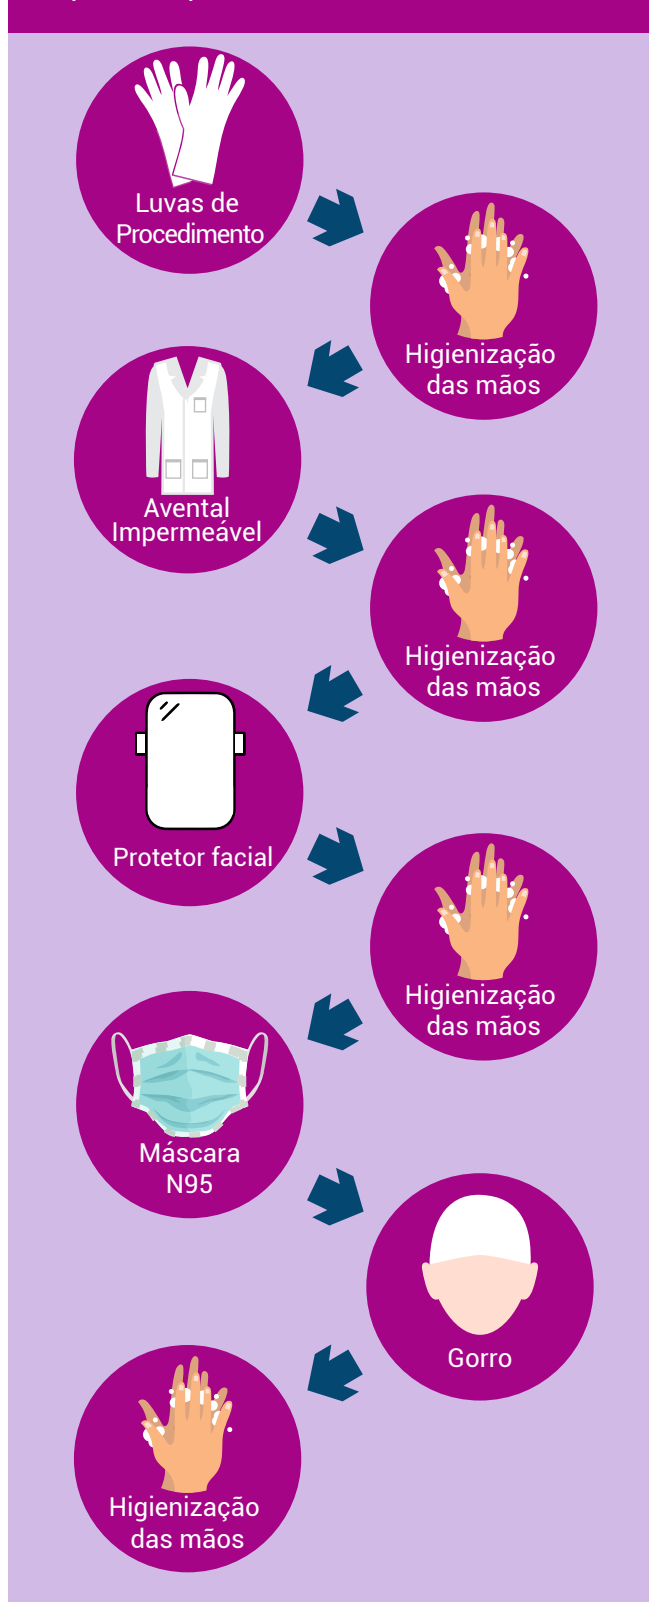 Luvas de
Procedimento
Higienização
das mãos
Avental
Impermeável
Higienização
das mãos
Protetor facial
Higienização
das mãos
Máscara
N95
Gorro
Higienização
das mãos